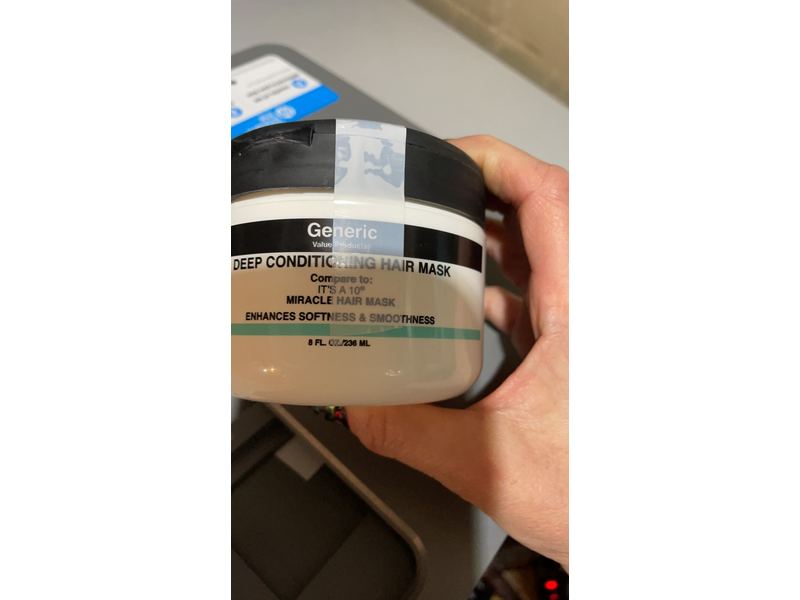 Generic
Value Products
DEEP CONDITIONING HAIR MASK
Compare to:
IT'S A 10®
MIRACLE HAIR MASK
ENHANCES SOFTNESS & SMOOTHNESS
8 FL. OZ./236 ML